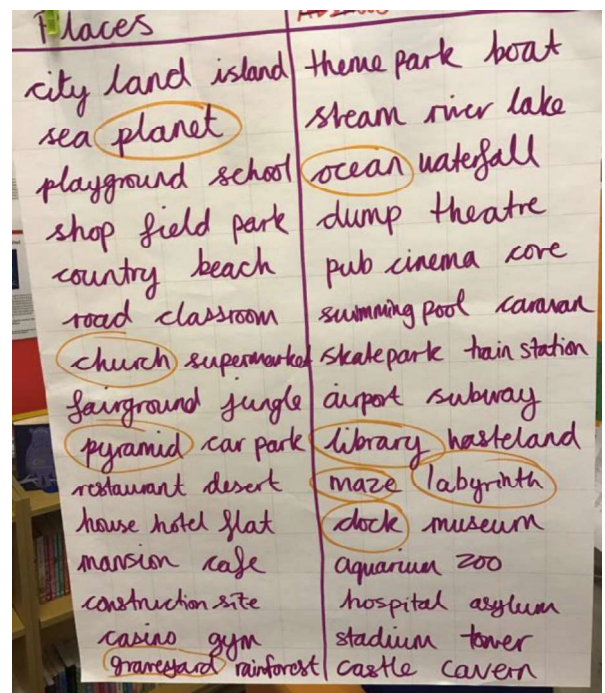 Places
city land island
sea planet
playground school
shop field park
country beach
road classroom
church supermarket
fairground jungle
pyramid car park
restaurant desert
house hotel flat
mansion cafe
construction site
casino gym
graveyard rainforest
theme park boat
steam river lake
ocean waterfall
dump theatre
pub cinema core
swimming pool caravan
skatepark train station
airport subway
library wasteland
maze labyrinth
dock museum
aquarium zoo
hospital asylum
stadium tower
castle cavern